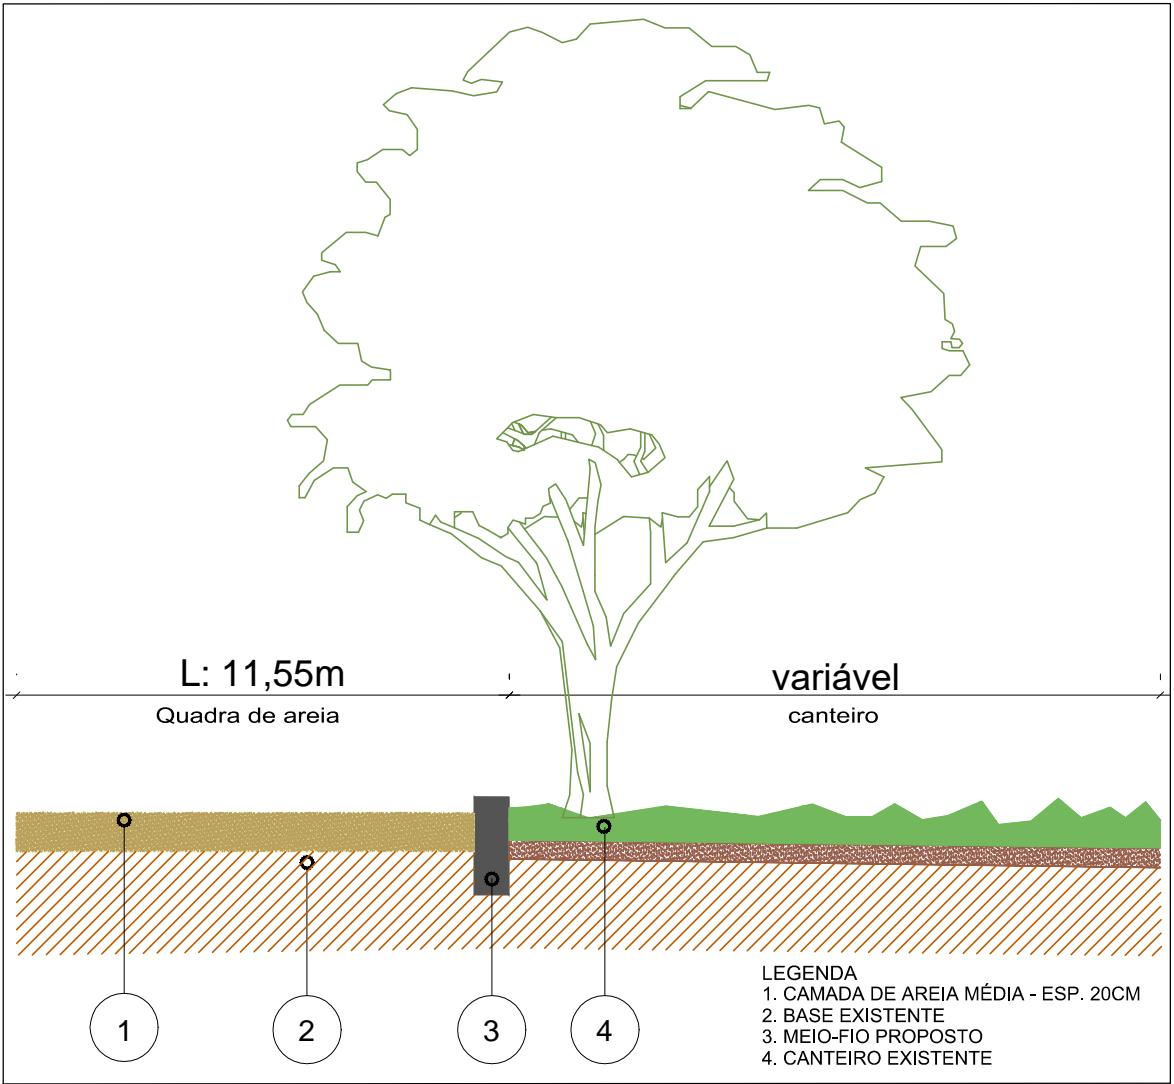 L: 11,55m
Quadra de areia
variável
canteiro
1
2
3
4
LEGENDA
1. CAMADA DE AREIA MÉDIA - ESP. 20CM
2. BASE EXISTENTE
3. MEIO-FIO PROPOSTO
4. CANTEIRO EXISTENTE